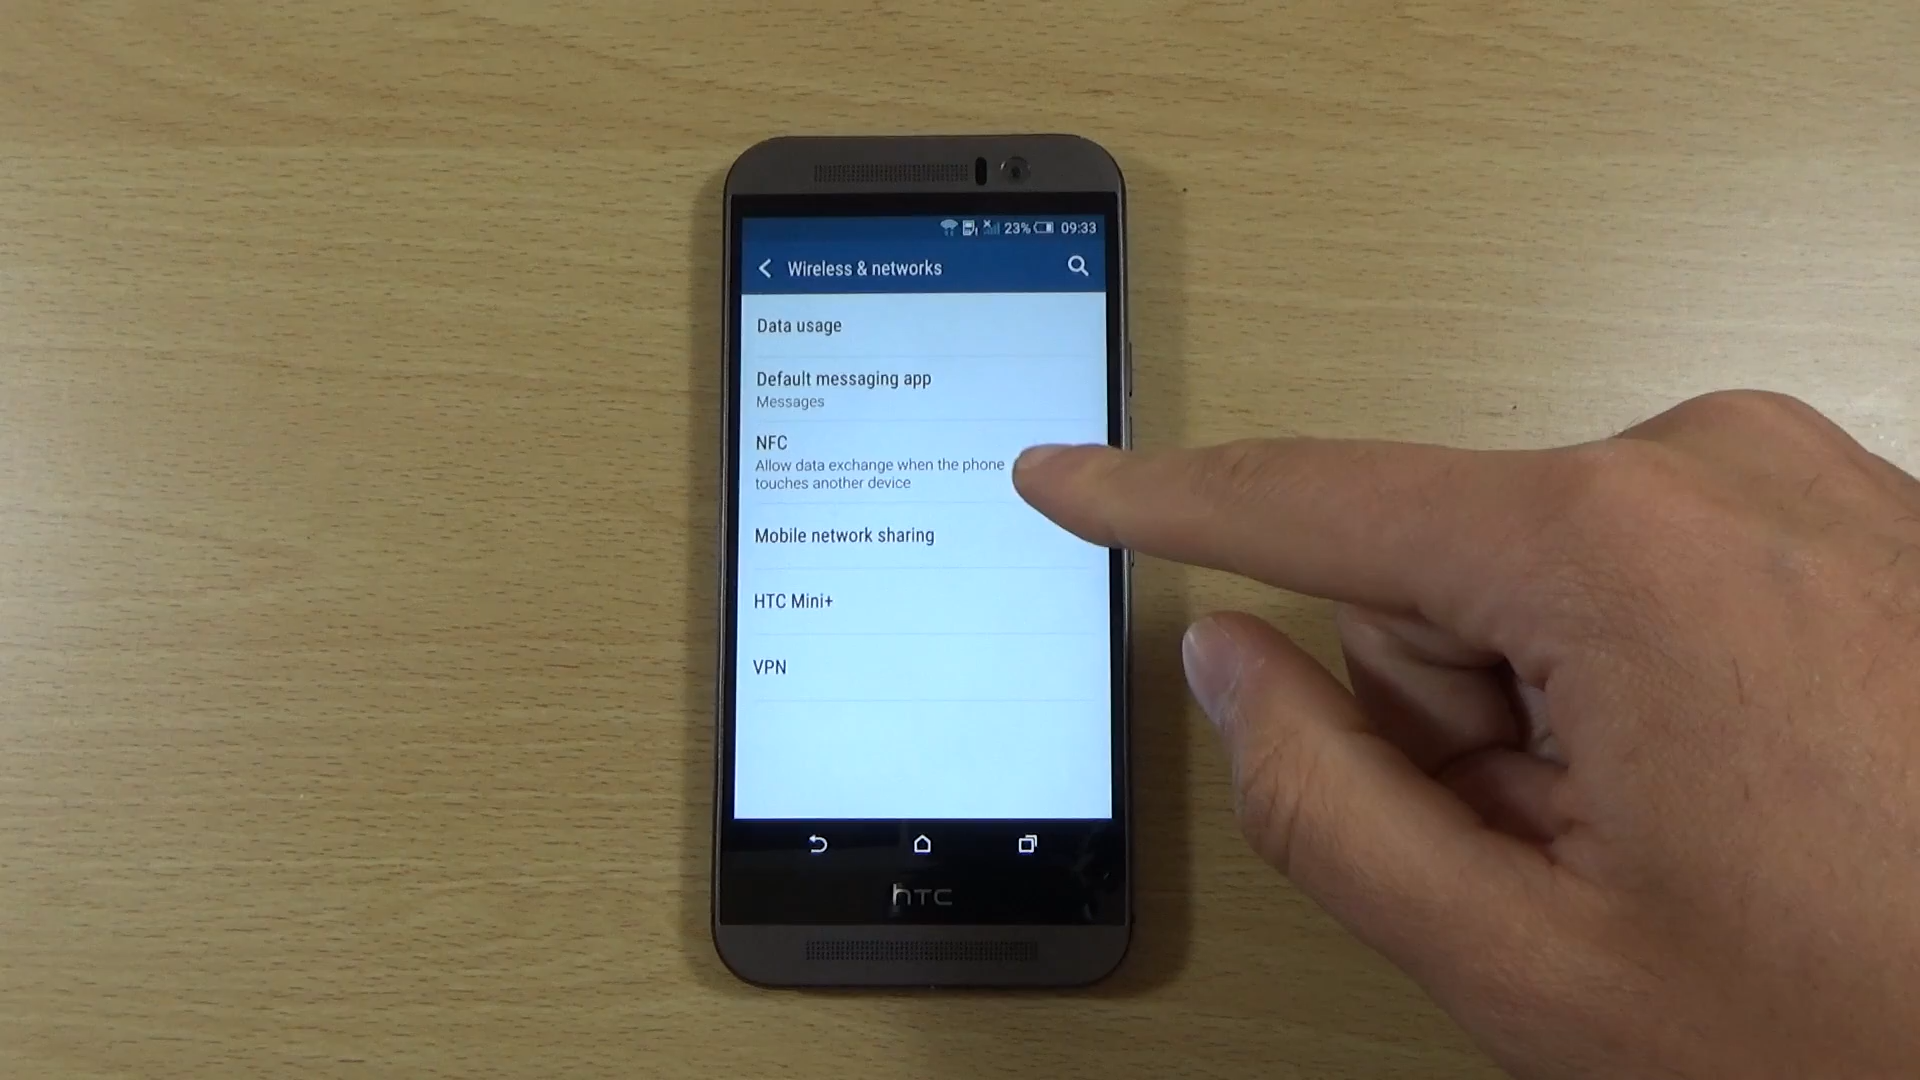 23% 09:33
Wireless & networks
Data usage
Default messaging app
Messages
NFC
Allow data exchange when the phone
touches another device
Mobile network sharing
HTC Mini+
VPN
hTC